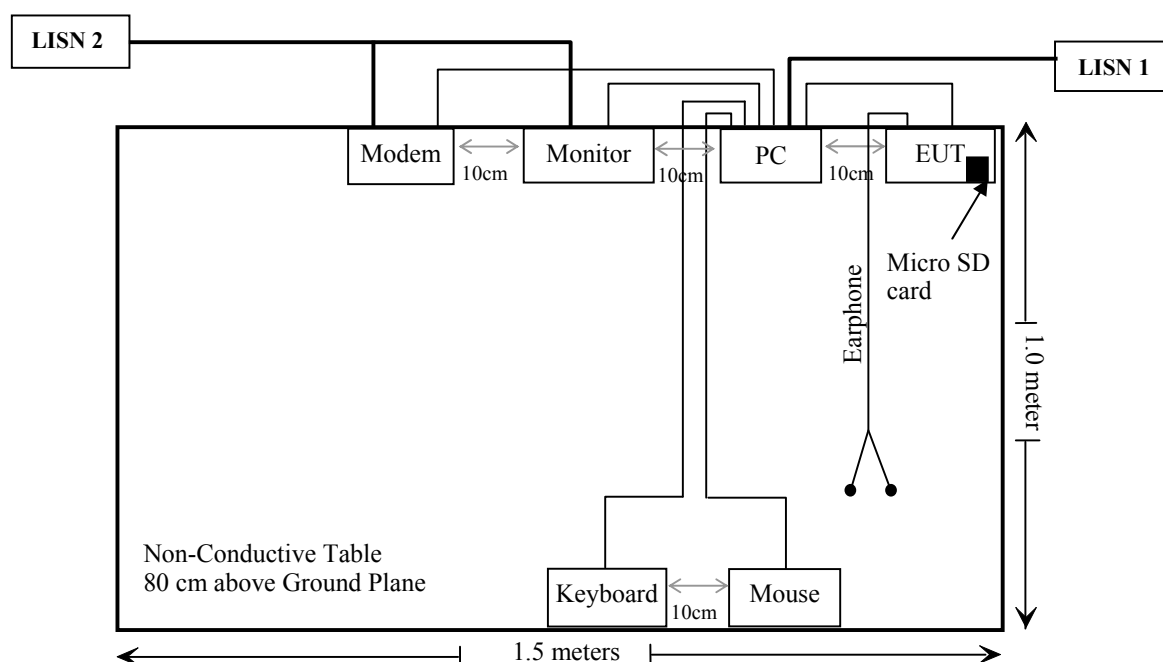 LISN 2
LISN 1
Modem
Monitor
PC
EUT
10cm
10cm
10cm
Micro SD
card
Earphone
1.0 meter
Non-Conductive Table
80 cm above Ground Plane
Keyboard
Mouse
10cm
1.5 meters